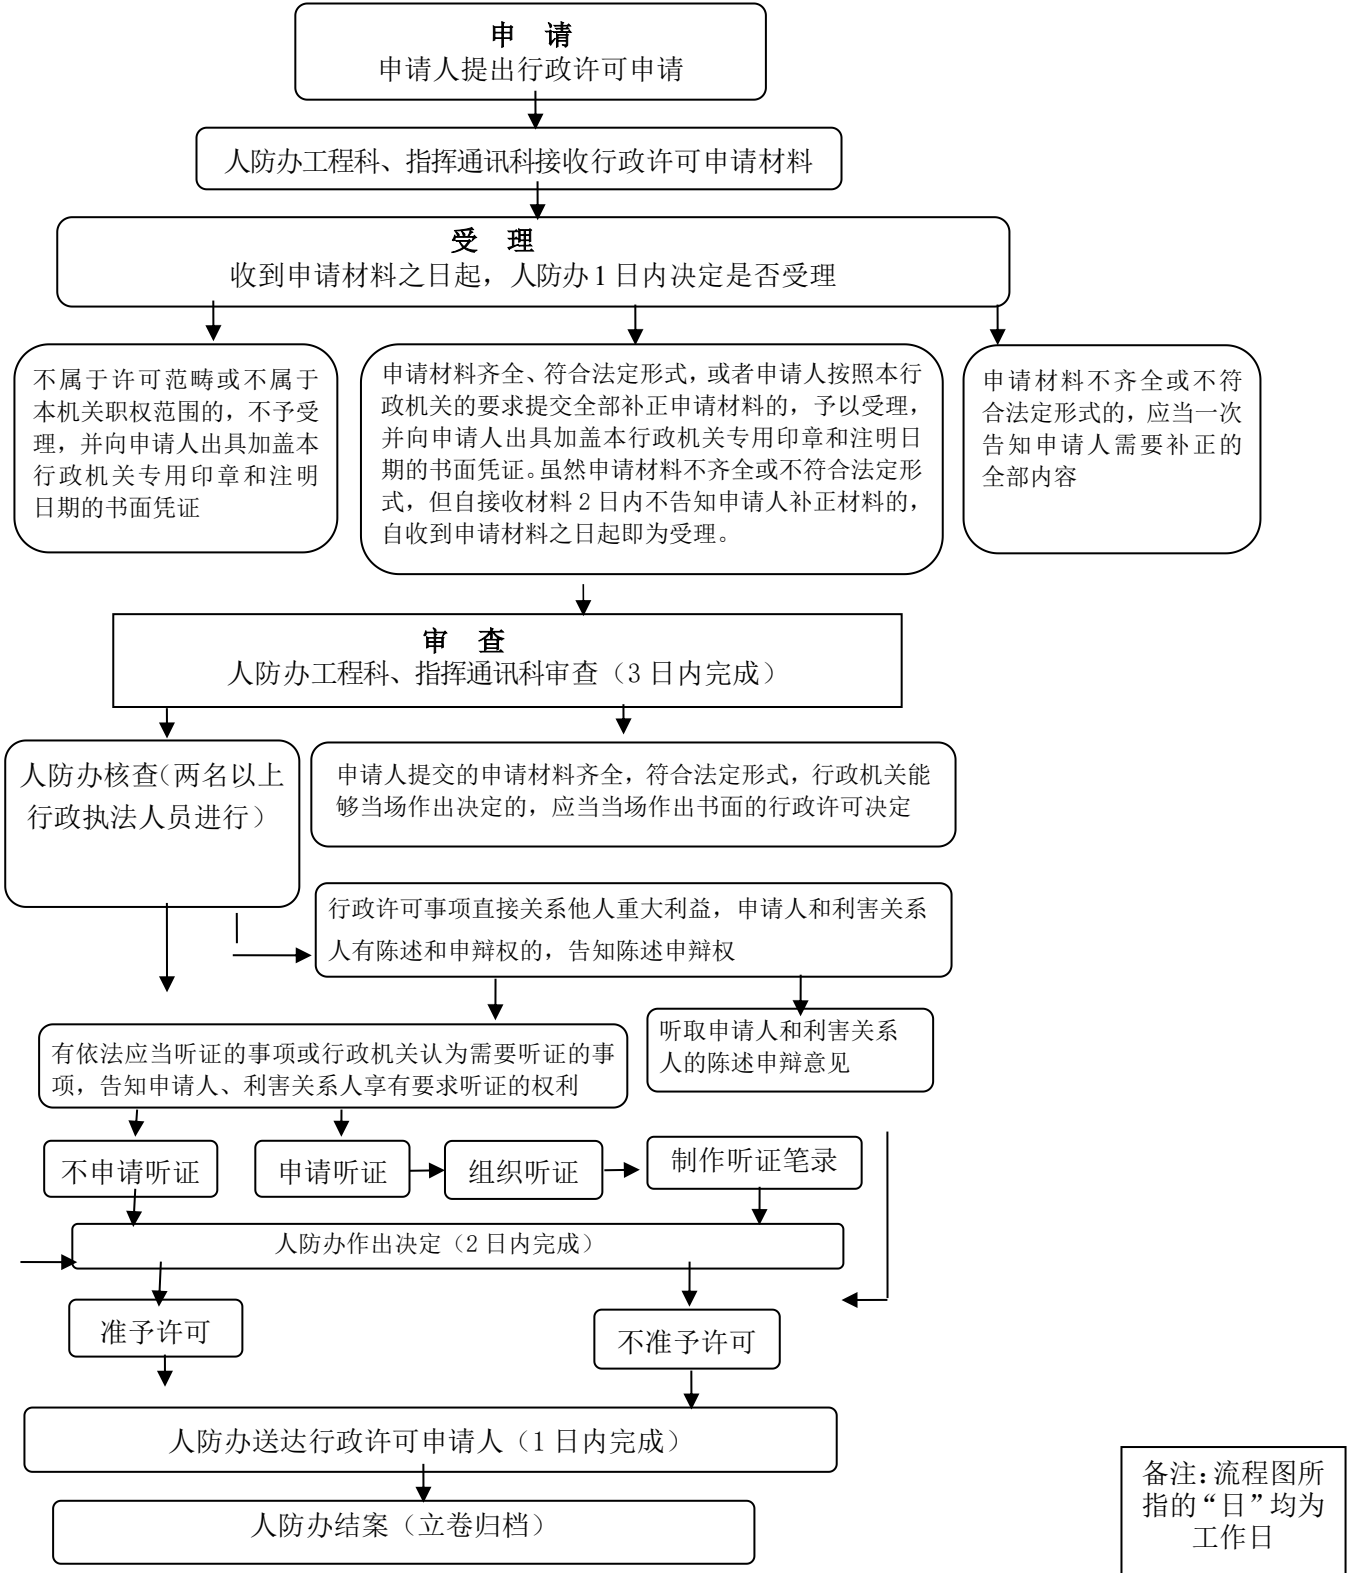 申 请
申请人提出行政许可申请
人防办工程科、指挥通讯科接收行政许可申请材料
受 理
收到申请材料之日起，人防办1日内决定是否受理
不属于许可范畴或不属于
本机关职权范围的，不予受
理，并向申请人出具加盖本
行政机关专用印章和注明
日期的书面凭证
申请材料齐全、符合法定形式，或者申请人按照本行
政机关的要求提交全部补正申请材料的，予以受理，
并向申请人出具加盖本行政机关专用印章和注明日
期的书面凭证。虽然申请材料不齐全或不符合法定形
式，但自接收材料2日内不告知申请人补正材料的，
自收到申请材料之日起即为受理。
申请材料不齐全或不符
合法定形式的，应当一次
告知申请人需要补正的
全部内容
审 查
人防办工程科、指挥通讯科审查（3日内完成）
人防办核查（两名以上
行政执法人员进行）
申请人提交的申请材料齐全，符合法定形式，行政机关能
够当场作出决定的，应当当场作出书面的行政许可决定
行政许可事项直接关系他人重大利益，申请人和利害关系
人有陈述和申辩权的，告知陈述申辩权
有依法应当听证的事项或行政机关认为需要听证的事
项，告知申请人、利害关系人享有要求听证的权利
听取申请人和利害关系
人的陈述申辩意见
不申请听证
申请听证
组织听证
制作听证笔录
人防办作出决定（2日内完成）
准予许可
不准予许可
人防办送达行政许可申请人（1日内完成）
人防办结案（立卷归档）
备注：流程图所
指的“日”均为
工作日